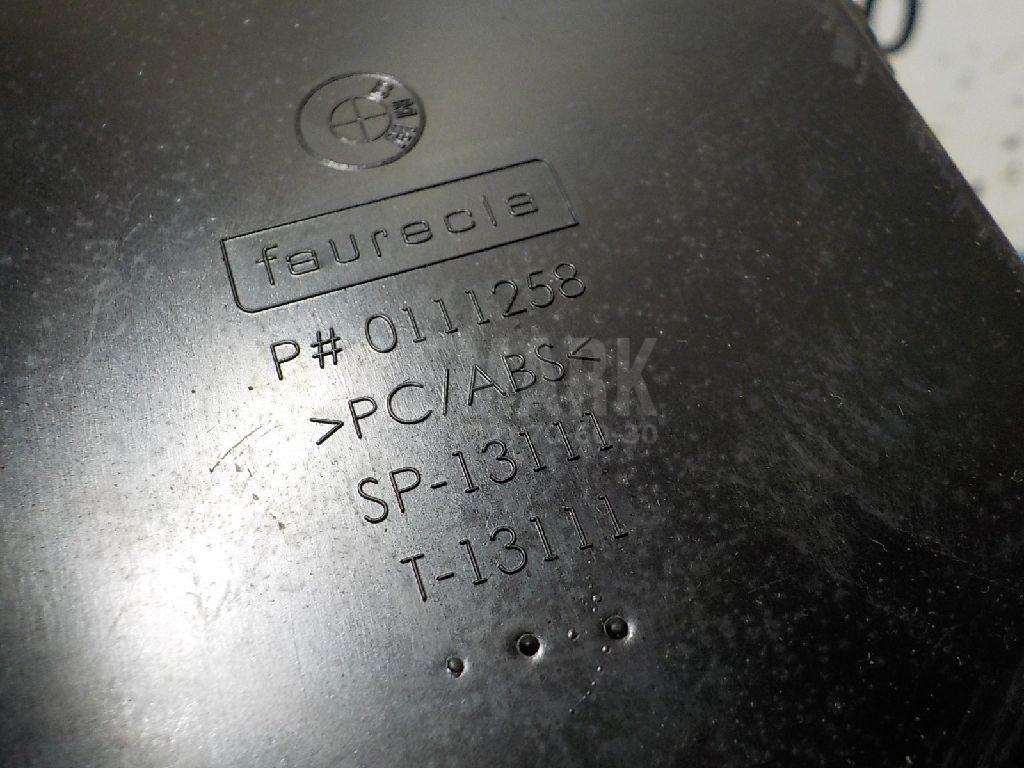 BMW
faurecia
P# 0111258
>PC/ABS<
SP-13111
T-13111